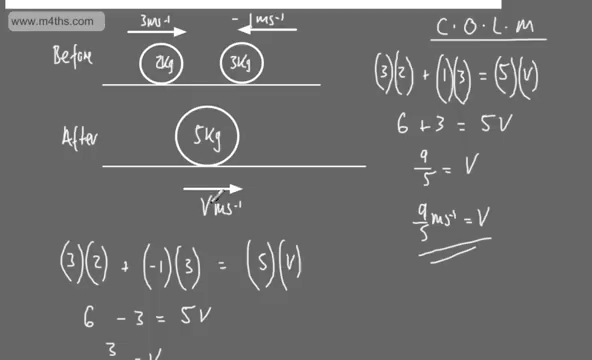 www.m4ths.com
3ms⁻¹
-1ms⁻¹
Before
2Kg
3Kg
After
5Kg
Vms⁻¹
(3)(2) + (-1)(3) = (5)(V)
6 - 3 = 5V
3
= V
C.O.L.M
(3)(2) + (1)(3) = (5)(V)
6 + 3 = 5V
9/5 = V
9/5 ms⁻¹ = V